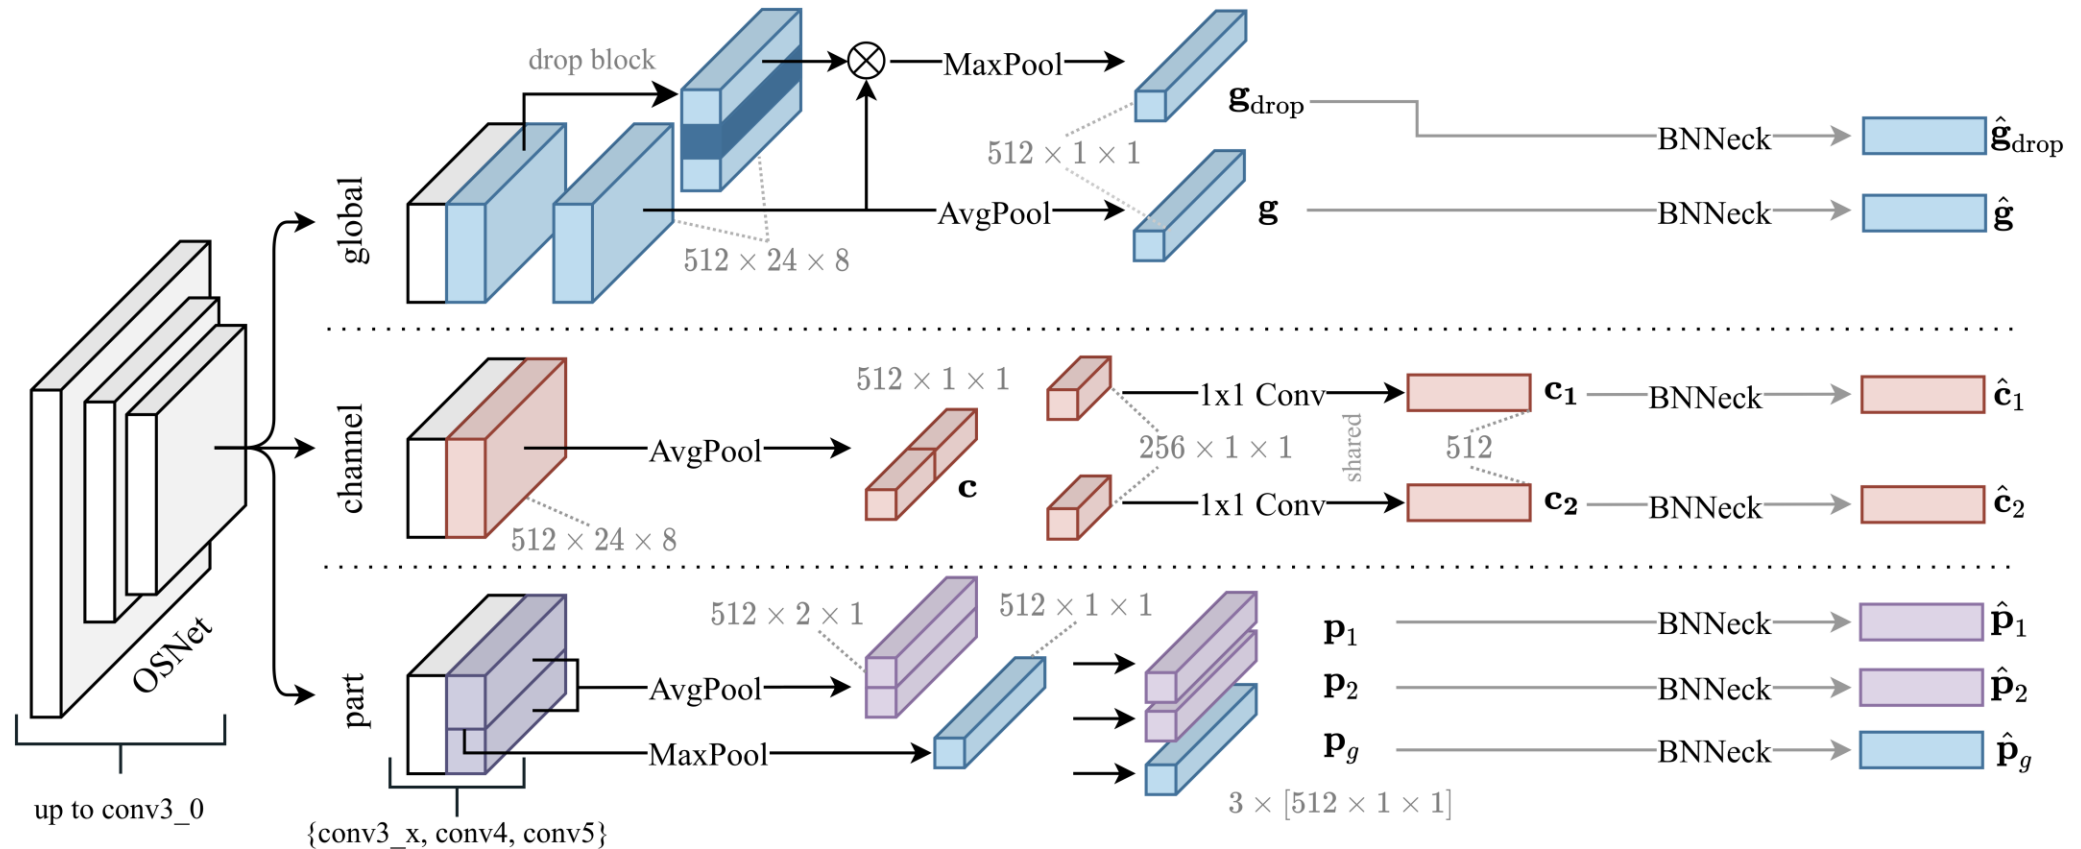 drop block
MaxPool
g_drop
512 × 1 × 1
BNNeck
ĝ_drop
global
AvgPool
g
BNNeck
ĝ
512 × 24 × 8
channel
512 × 1 × 1
1x1 Conv
c₁
BNNeck
ĉ₁
AvgPool
256 × 1 × 1
shared
512
c
1x1 Conv
c₂
BNNeck
ĉ₂
512 × 24 × 8
OSNet
part
512 × 2 × 1
512 × 1 × 1
p₁
BNNeck
p̂₁
AvgPool
p₂
BNNeck
p̂₂
MaxPool
p_g
BNNeck
p̂_g
3 × [512 × 1 × 1]
up to conv3_0
{conv3_x, conv4, conv5}